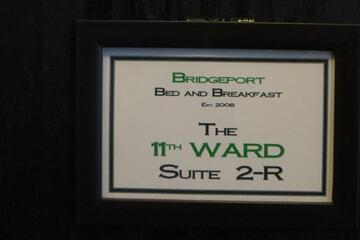 Bridgeport
Bed and Breakfast
Est. 2008
The
11th Ward
Suite 2-R